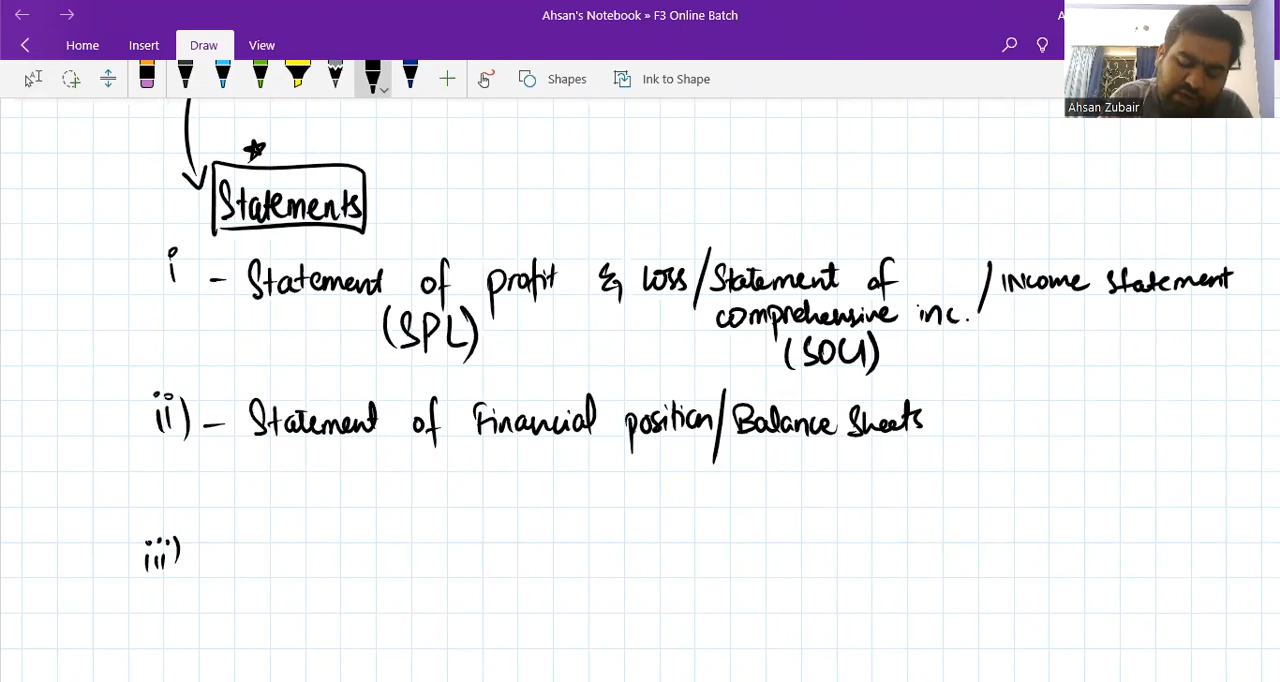 Ahsan's Notebook » F3 Online Batch
A
Home Insert Draw View
Shapes Ink to Shape
Ahsan Zubair
Statements
i - Statement of profit & loss/Statement of comprehensive inc. / Income Statement
(SPL) (SOCI)
ii) - Statement of Financial position/Balance Sheets
iii)